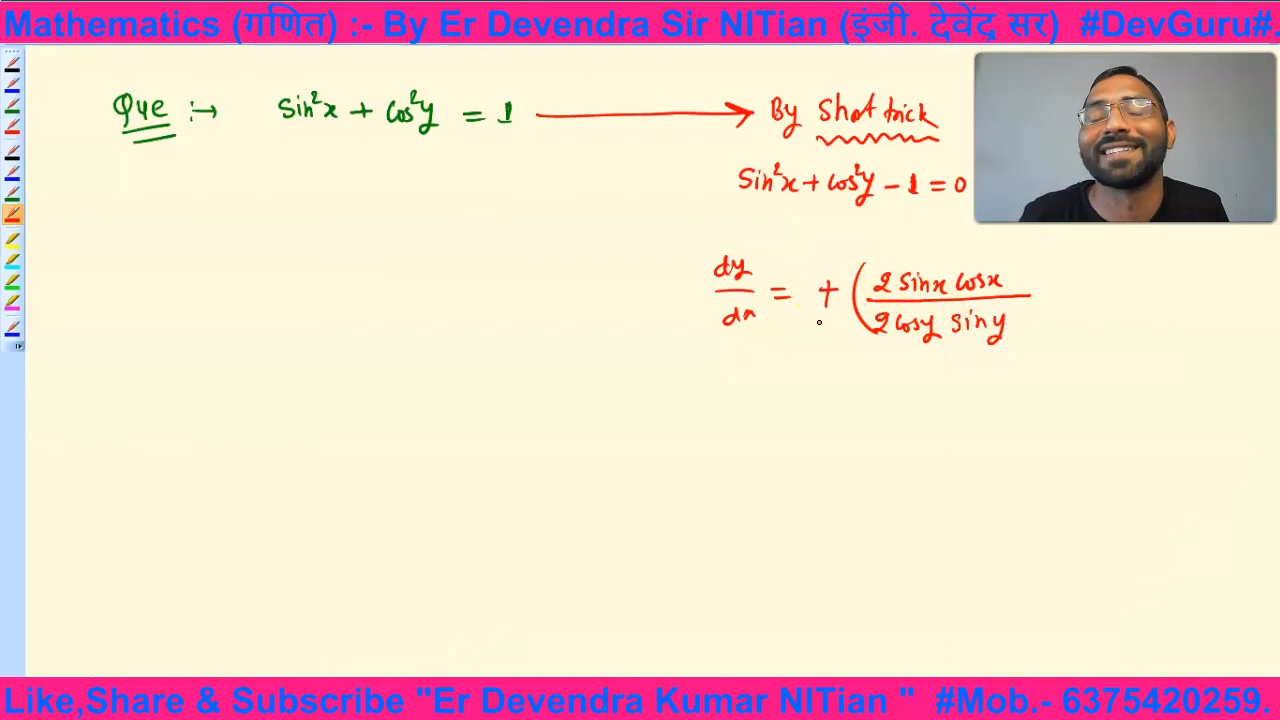 Mathematics (गणित) :- By Er Devendra Sir NITian (इंजी. देवेंद्र सर) #DevGuru#.
Que :→ Sin²x + Cos²y = 1 → By Shot trick
Sin²x + Cos²y - 1 = 0
dy/dx = + ( 2 Sinx Cosx / 2 Cosy Siny
Like,Share & Subscribe "Er Devendra Kumar NITian " #Mob.- 6375420259.